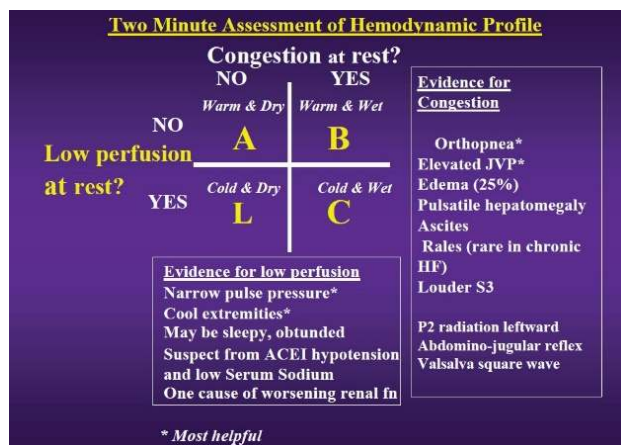 Two Minute Assessment of Hemodynamic Profile
Congestion at rest?
NO YES
Warm & Dry Warm & Wet
NO
A B
Low perfusion
at rest?
Cold & Dry Cold & Wet
YES
L C
Evidence for
Congestion
Orthopnea*
Elevated JVP*
Edema (25%)
Pulsatile hepatomegaly
Ascites
Rales (rare in chronic
HF)
Louder S3
P2 radiation leftward
Abdomino-jugular reflex
Valsalva square wave
Evidence for low perfusion
Narrow pulse pressure*
Cool extremities*
May be sleepy, obtunded
Suspect from ACEI hypotension
and low Serum Sodium
One cause of worsening renal fn
* Most helpful